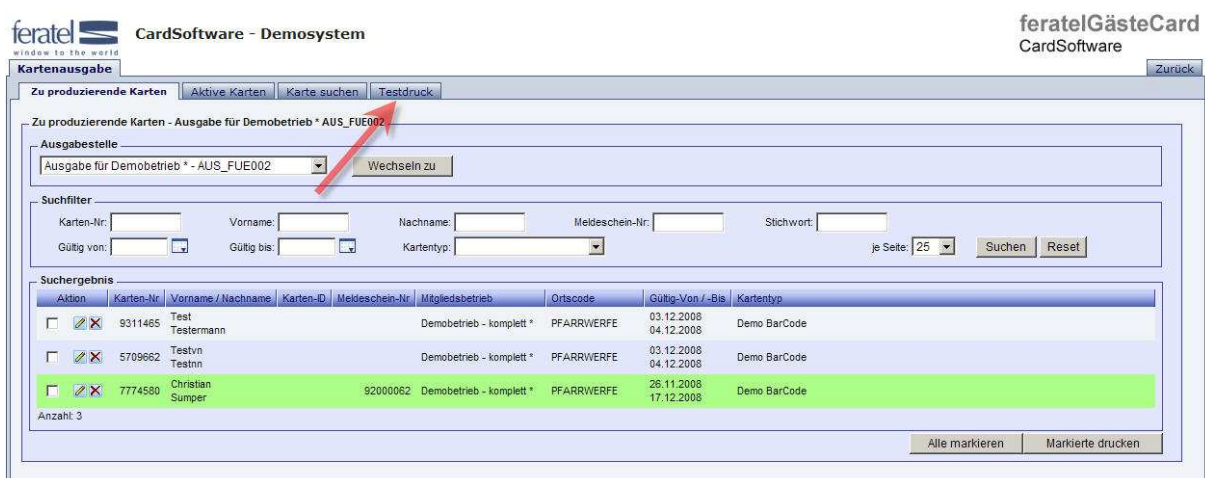 feratel
window to the world
CardSoftware - Demosystem
feratelGästeCard
CardSoftware
Kartenausgabe
Zurück
Zu produzierende Karten Aktive Karten Karte suchen Testdruck
Zu produzierende Karten - Ausgabe für Demobetrieb * AUS_FUE002
Ausgabestelle
Ausgabe für Demobetrieb * - AUS_FUE002 Wechseln zu
Suchfilter
Karten-Nr: Vorname: Nachname: Meldeschein-Nr: Stichwort:
Gültig von: Gültig bis: Kartentyp: je Seite: 25 Suchen Reset
Suchergebnis
Aktion Karten-Nr Vorname / Nachname Karten-ID Meldeschein-Nr Mitgliedsbetrieb Ortscode Gültig-Von / -Bis Kartentyp
9311465 Test Testermann Demobetrieb - komplett * PFARRWERFE 03.12.2008 04.12.2008 Demo BarCode
5709662 Testvn Testnn Demobetrieb - komplett * PFARRWERFE 03.12.2008 04.12.2008 Demo BarCode
7774580 Christian Sumper 92000062 Demobetrieb - komplett * PFARRWERFE 26.11.2008 17.12.2008 Demo BarCode
Anzahl: 3
Alle markieren Markierte drucken